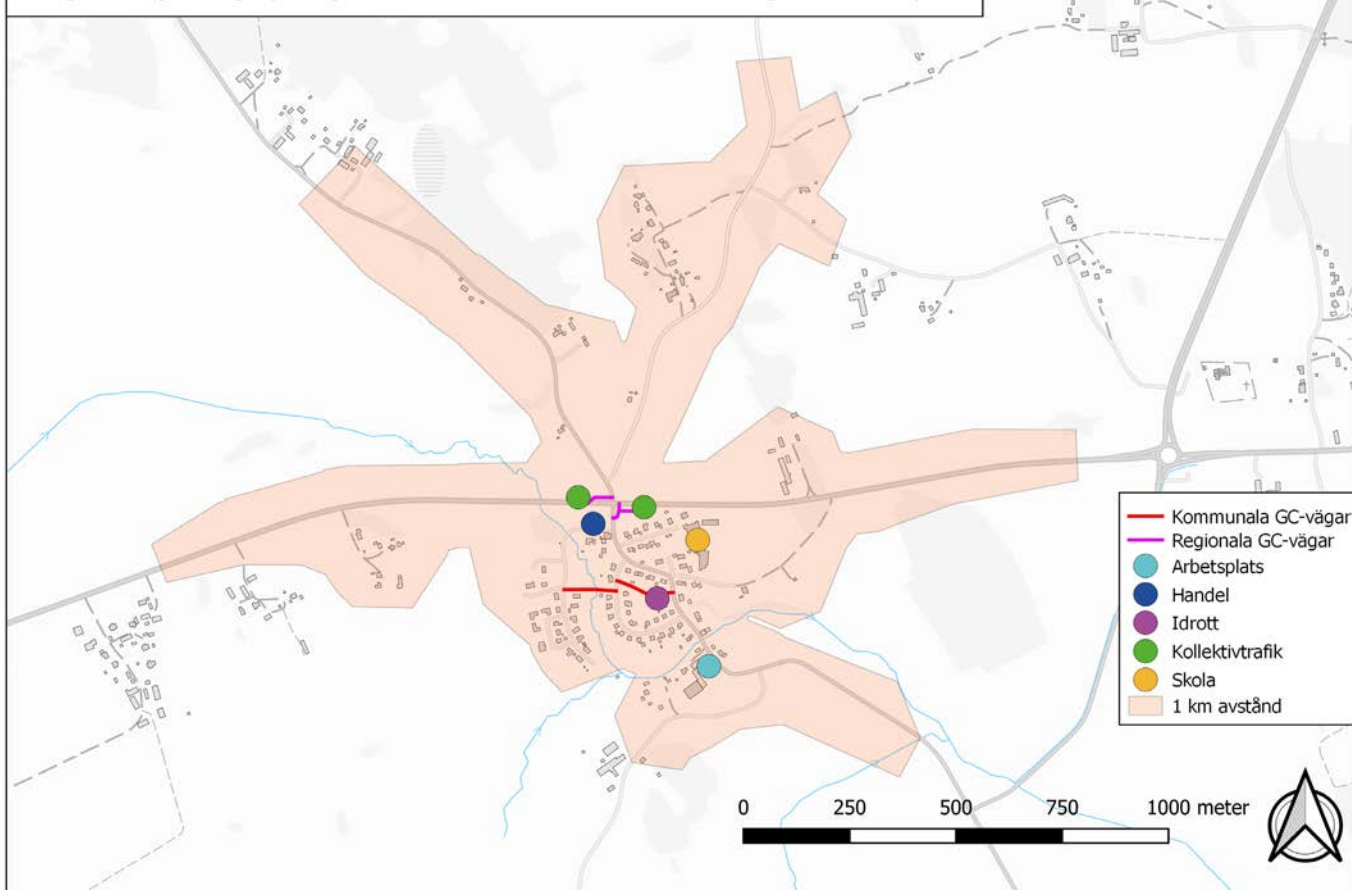 Kommunala GC-vägar
Regionala GC-vägar
Arbetsplats
Handel
Idrott
Kollektivtrafik
Skola
1 km avstånd
0 250 500 750 1000 meter